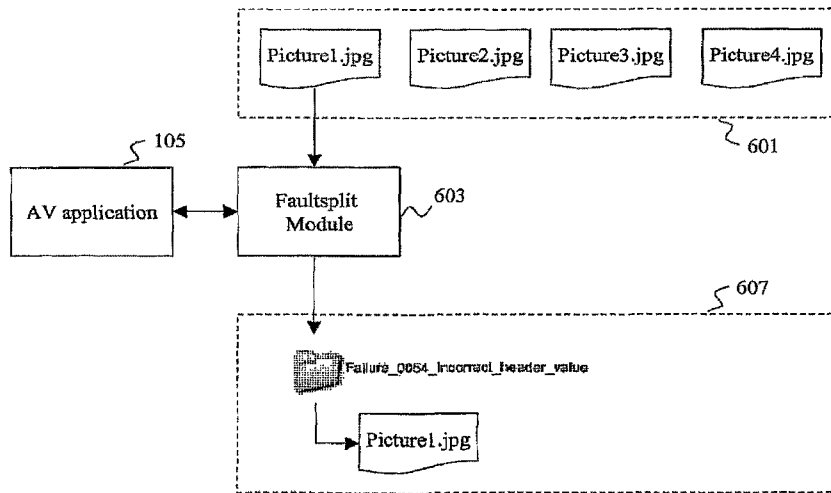 Picture1.jpg
Picture2.jpg
Picture3.jpg
Picture4.jpg
601
105
AV application
Faultsplit
Module
603
607
Failure_0054_Incorrect_header_value
Picture1.jpg